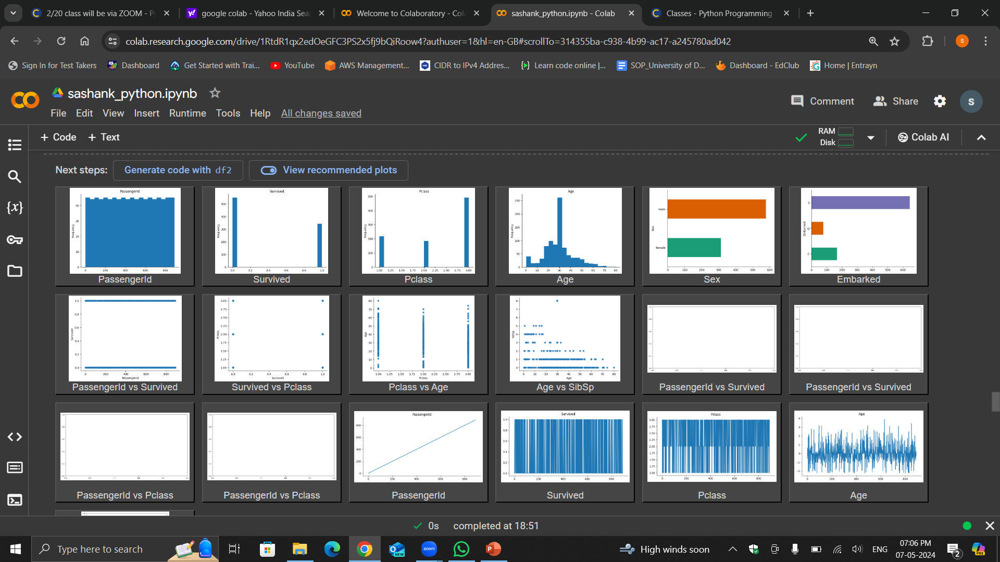 2/20 class will be via ZOOM - P
google colab - Yahoo India Sea
Welcome to Colaboratory - Col
sashank_python.ipynb - Colab
Classes - Python Programming
colab.research.google.com/drive/1RtdR1qx2edOeGFC3PS2x5fj9bQiRoow4?authuser=1&hl=en-GB#scrollTo=314355ba-c938-4b99-ac17-a245780ad042
Sign In for Test Takers
Dashboard
Get Started with Trai...
YouTube
AWS Management...
CIDR to IPv4 Addres...
Learn code online |...
SOP_University of D...
Dashboard - EdClub
Home | Entrayn
sashank_python.ipynb
Comment
Share
S
File Edit View Insert Runtime Tools Help All changes saved
+ Code + Text
RAM
Disk
Colab AI
Next steps:
Generate code with df2
View recommended plots
PassengerId
Survived
Pclass
Age
Sex
Embarked
PassengerId vs Survived
Survived vs Pclass
Pclass vs Age
Age vs SibSp
PassengerId vs Survived
PassengerId vs Survived
PassengerId vs Pclass
PassengerId vs Pclass
PassengerId
Survived
Pclass
Age
0s completed at 18:51
Type here to search
High winds soon
ENG
07:06 PM
07-05-2024
2